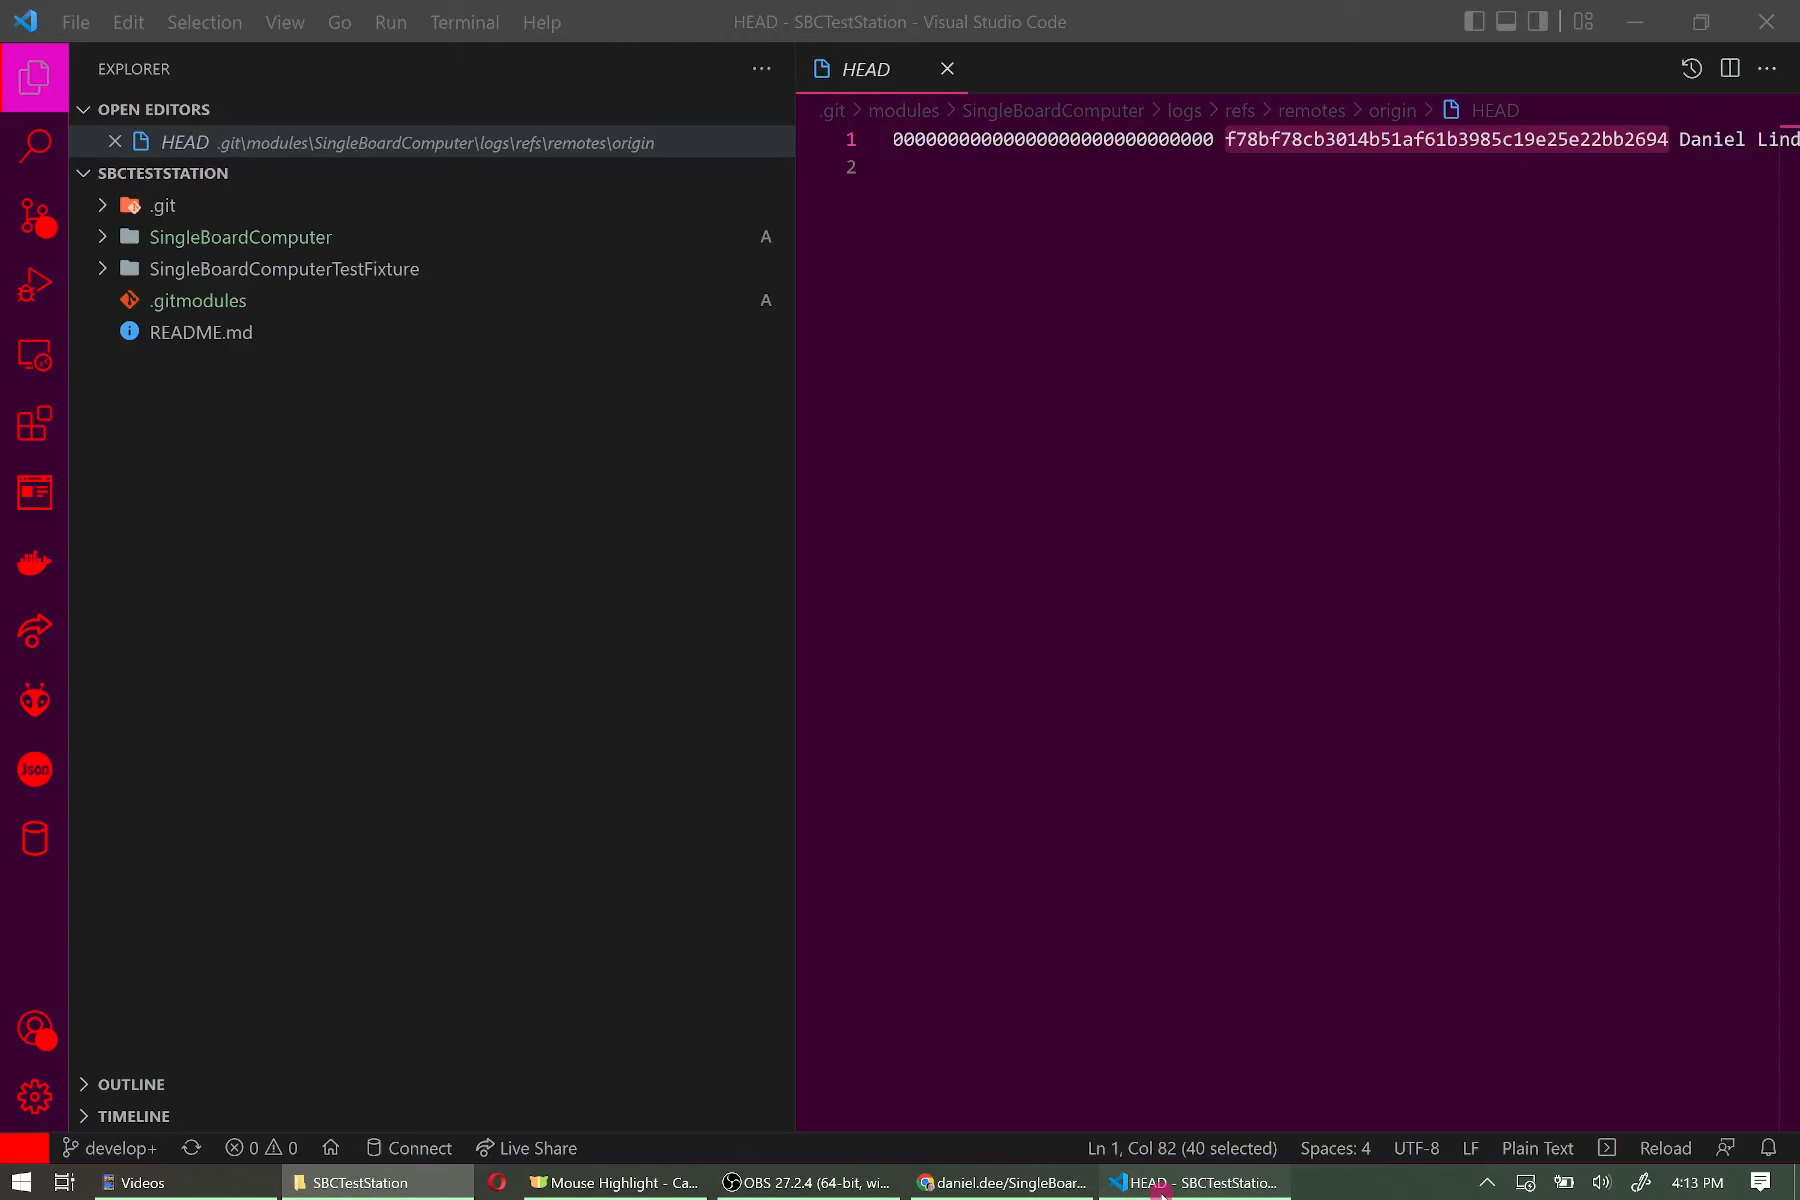 File Edit Selection View Go Run Terminal Help HEAD - SBCTestStation - Visual Studio Code
EXPLORER
HEAD
OPEN EDITORS
.git > modules > SingleBoardComputer > logs > refs > remotes > origin > HEAD
HEAD .git\modules\SingleBoardComputer\logs\refs\remotes\origin
1 00000000000000000000000000000 f78bf78cb3014b51af61b3985c19e25e22bb2694 Daniel Lind
2
SBCTESTSTATION
.git
SingleBoardComputer A
SingleBoardComputerTestFixture
.gitmodules A
README.md
Json
OUTLINE
TIMELINE
develop+ 0 0 Connect Live Share Ln 1, Col 82 (40 selected) Spaces: 4 UTF-8 LF Plain Text Reload
Videos SBCTestStation Mouse Highlight - Ca... OBS 27.2.4 (64-bit, wi... daniel.dee/SingleBoar... HEAD - SBCTestStatio... 4:13 PM